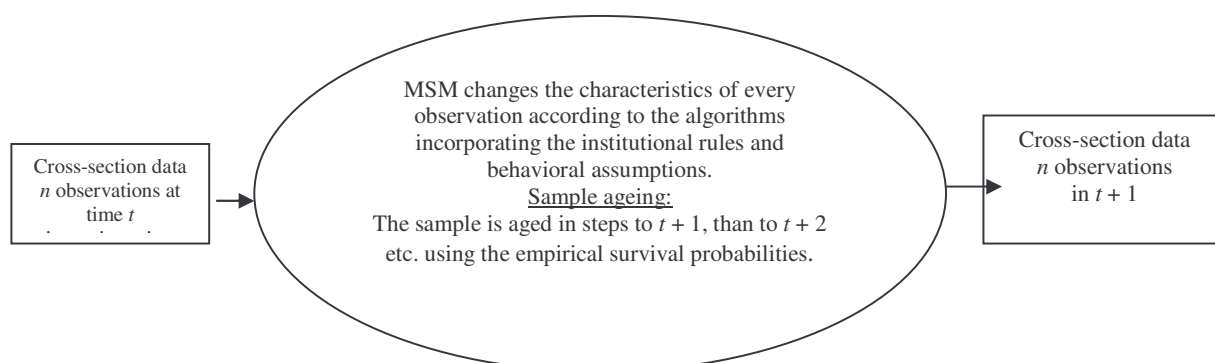 Cross-section data
n observations at
time t
MSM changes the characteristics of every
observation according to the algorithms
incorporating the institutional rules and
behavioral assumptions.
Sample ageing:
The sample is aged in steps to t + 1, than to t + 2
etc. using the empirical survival probabilities.
Cross-section data
n observations
in t + 1